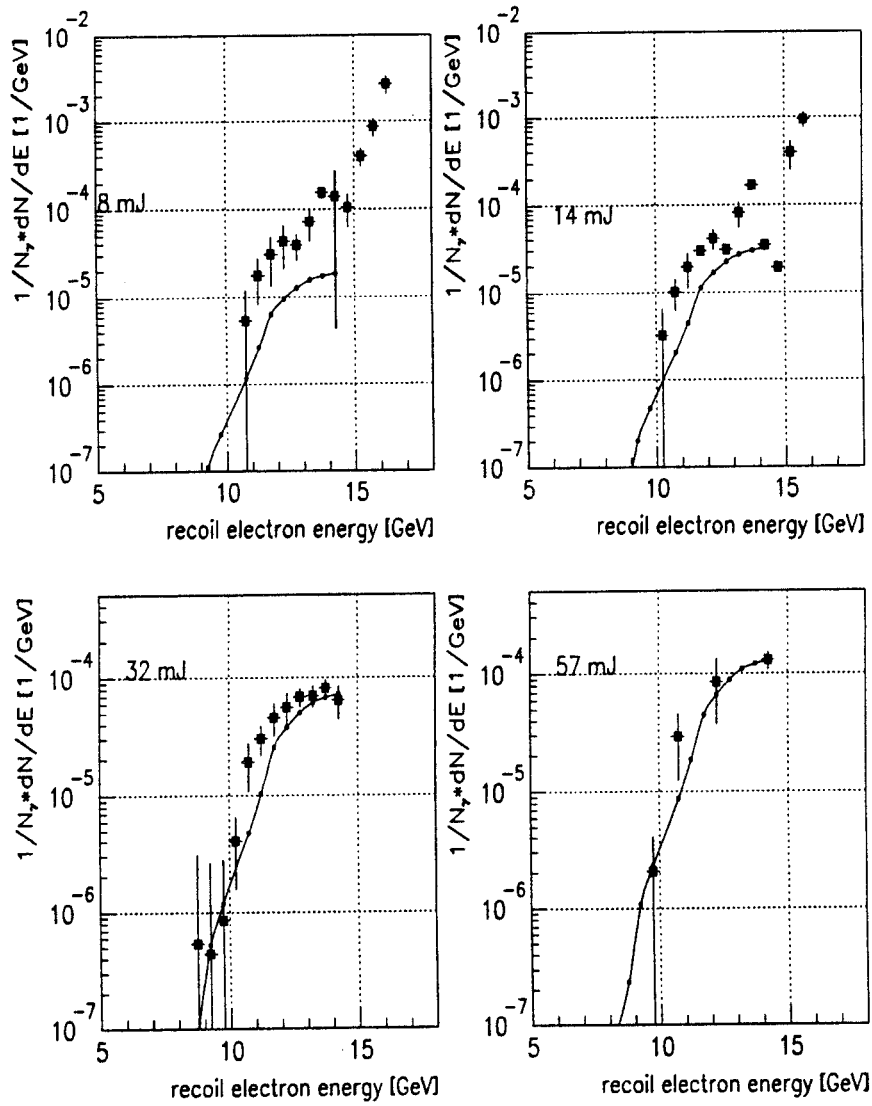 1/Nγ*dN/dE [1/GeV]
10⁻²
10⁻³
10⁻⁴
10⁻⁵
10⁻⁶
10⁻⁷
8 mJ
5
10
15
recoil electron energy [GeV]
1/Nγ*dN/dE [1/GeV]
10⁻²
10⁻³
10⁻⁴
10⁻⁵
10⁻⁶
10⁻⁷
14 mJ
5
10
15
recoil electron energy [GeV]
1/Nγ*dN/dE [1/GeV]
10⁻⁴
10⁻⁵
10⁻⁶
10⁻⁷
32 mJ
5
10
15
recoil electron energy [GeV]
1/Nγ*dN/dE [1/GeV]
10⁻⁴
10⁻⁵
10⁻⁶
10⁻⁷
57 mJ
5
10
15
recoil electron energy [GeV]